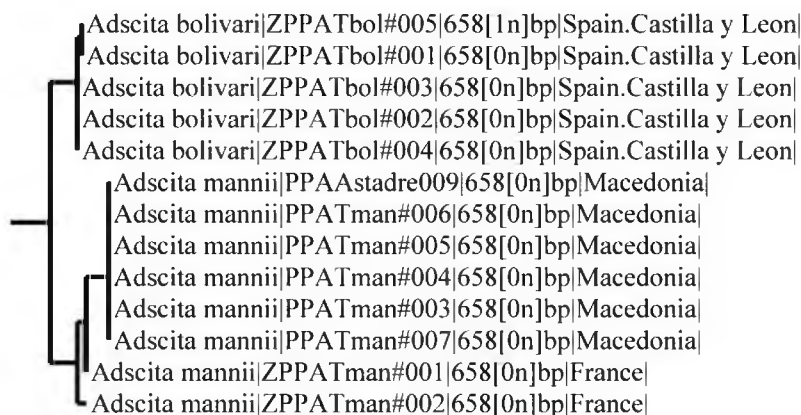 Adscita bolivari|ZPPATbol#005|658[1n]bp|Spain.Castilla y Leon|
Adscita bolivari|ZPPATbol#001|658[0n]bp|Spain.Castilla y Leon|
Adscita bolivari|ZPPATbol#003|658[0n]bp|Spain.Castilla y Leon|
Adscita bolivari|ZPPATbol#002|658[0n]bp|Spain.Castilla y Leon|
Adscita bolivari|ZPPATbol#004|658[0n]bp|Spain.Castilla y Leon|
Adscita mannii|PPAAstadre009|658[0n]bp|Macedonia|
Adscita mannii|PPATman#006|658[0n]bp|Macedonia|
Adscita mannii|PPATman#005|658[0n]bp|Macedonia|
Adscita mannii|PPATman#004|658[0n]bp|Macedonia|
Adscita mannii|PPATman#003|658[0n]bp|Macedonia|
Adscita mannii|PPATman#007|658[0n]bp|Macedonia|
Adscita mannii|ZPPATman#001|658[0n]bp|France|
Adscita mannii|ZPPATman#002|658[0n]bp|France|